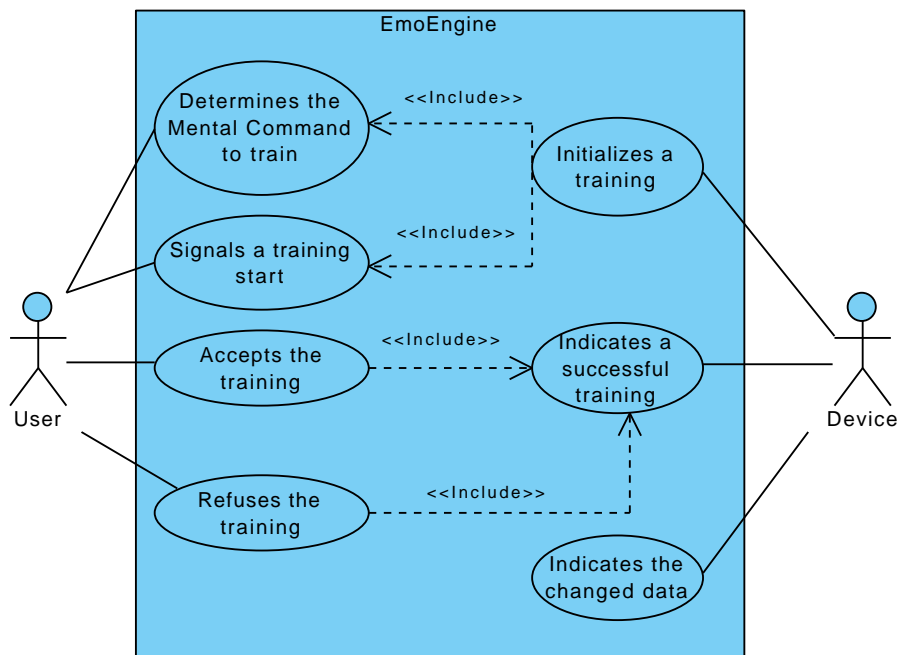 EmoEngine
Determines the
Mental Command
to train
<<Include>>
Initializes a
training
Signals a training
start
<<Include>>
Accepts the
training
<<Include>>
Indicates a
successful
training
User
Device
Refuses the
training
<<Include>>
Indicates the
changed data